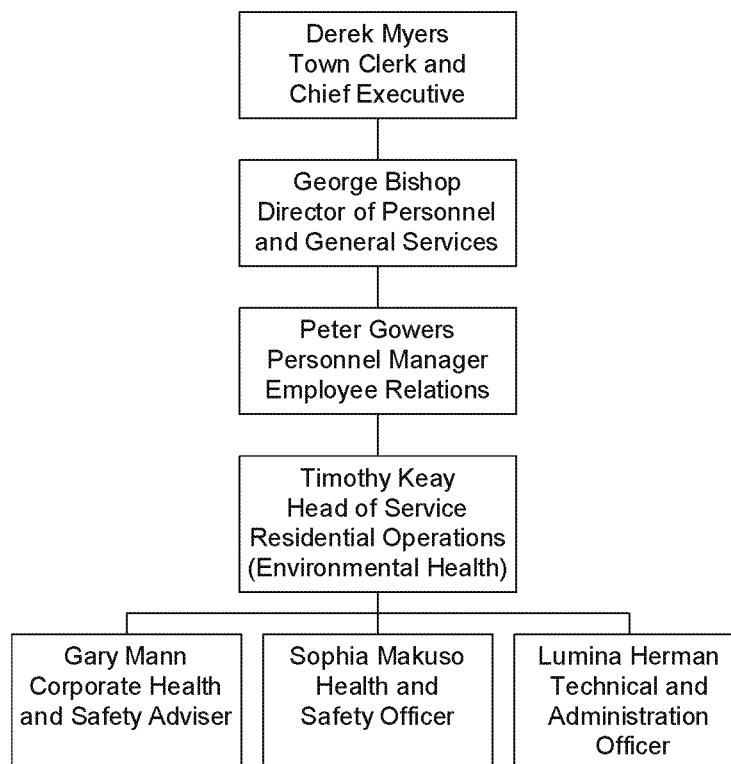 Derek Myers
Town Clerk and
Chief Executive
George Bishop
Director of Personnel
and General Services
Peter Gowers
Personnel Manager
Employee Relations
Timothy Keay
Head of Service
Residential Operations
(Environmental Health)
Gary Mann
Corporate Health
and Safety Adviser
Sophia Makuso
Health and
Safety Officer
Lumina Herman
Technical and
Administration
Officer